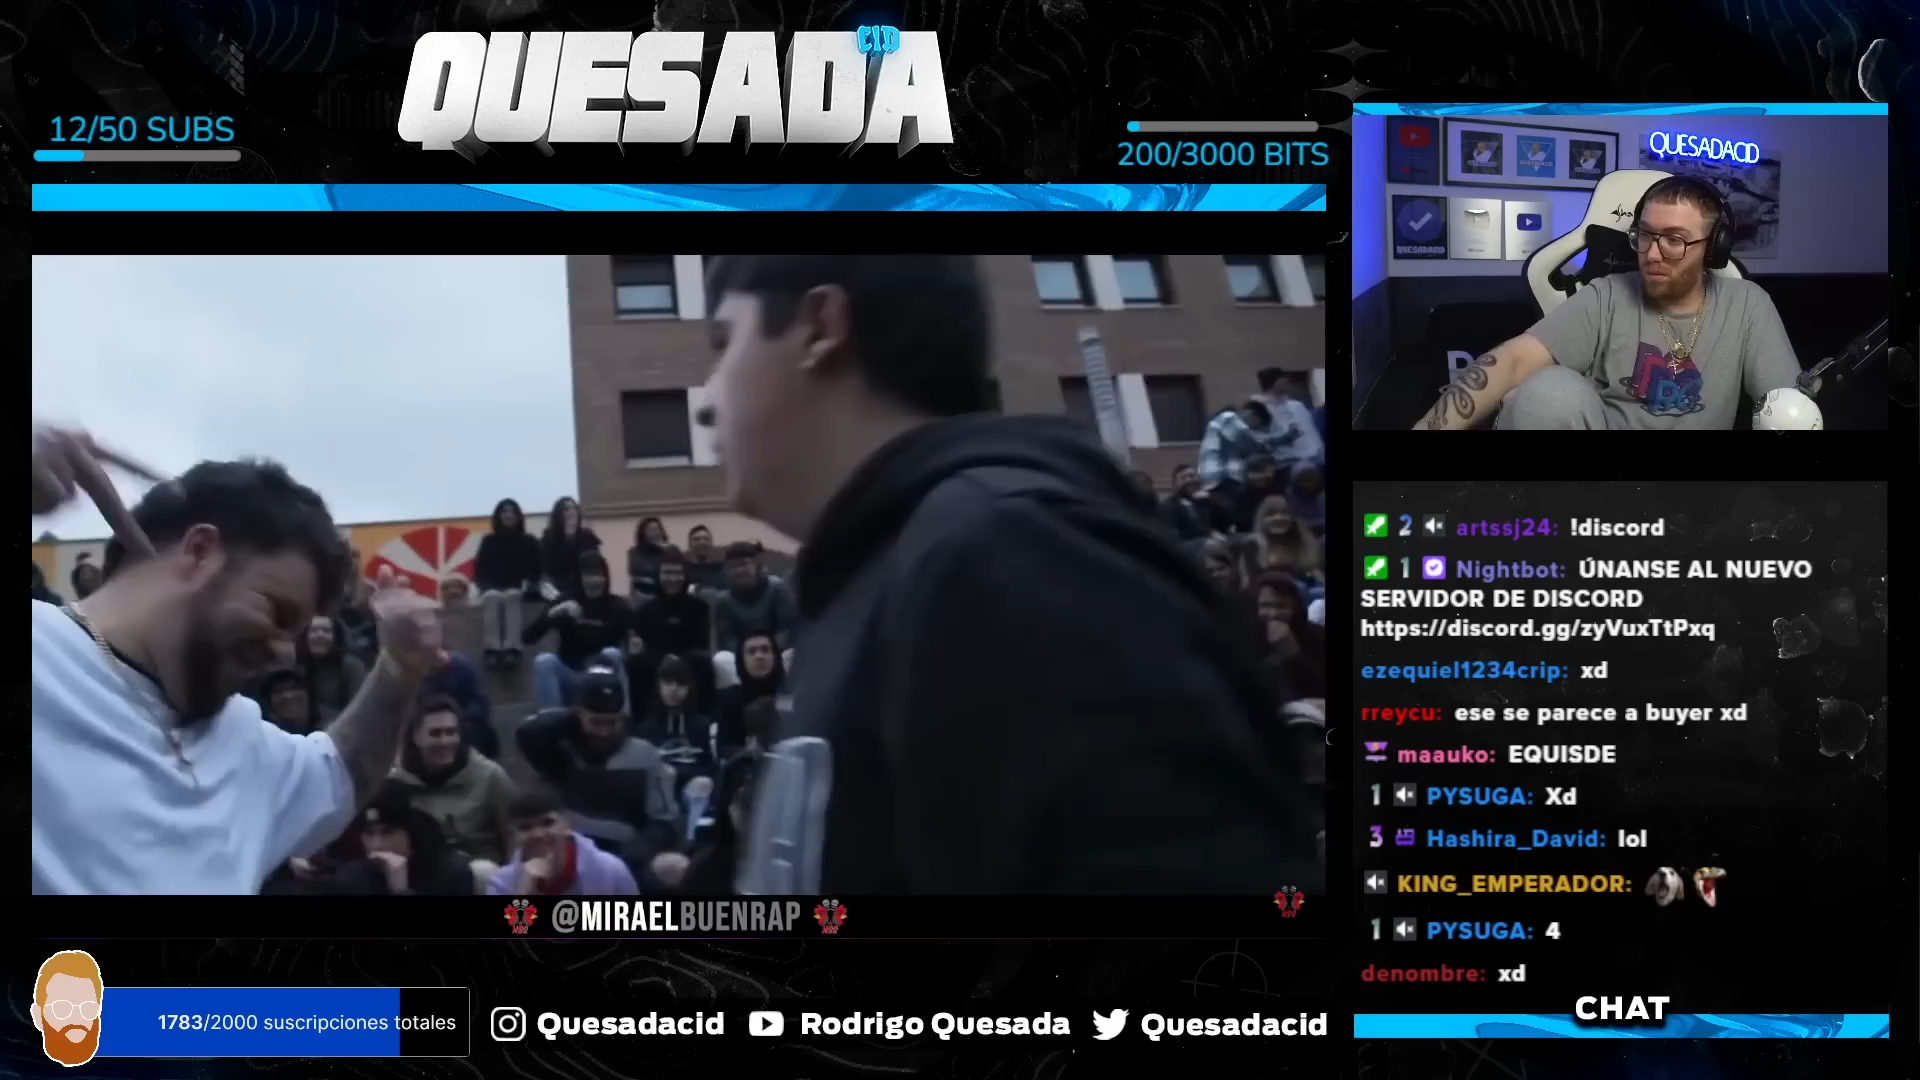 QUESADA
CID
12/50 SUBS
200/3000 BITS
QUESADACID
QUESADACID
@MIRAELBUENRAP
2 artssj24: !discord
1 Nightbot: ÚNANSE AL NUEVO
SERVIDOR DE DISCORD
https://discord.gg/zyVuxTtPxq
ezequiel1234crip: xd
rreycu: ese se parece a buyer xd
maauko: EQUISDE
1 PYSUGA: Xd
3 Hashira_David: lol
KING_EMPERADOR:
1 PYSUGA: 4
denombre: xd
CHAT
1783/2000 suscripciones totales
Quesadacid
Rodrigo Quesada
Quesadacid